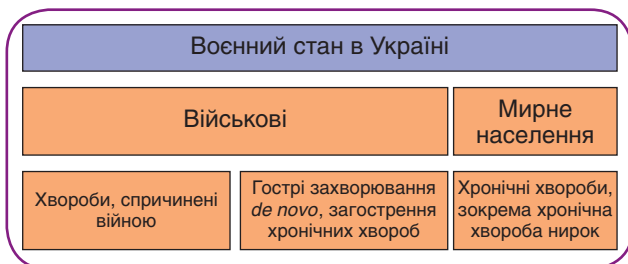 Воєнний стан в Україні
Військові
Мирне
населення
Хвороби, спричинені
війною
Гострі захворювання
de novo, загострення
хронічних хвороб
Хронічні хвороби,
зокрема хронічна
хвороба нирок